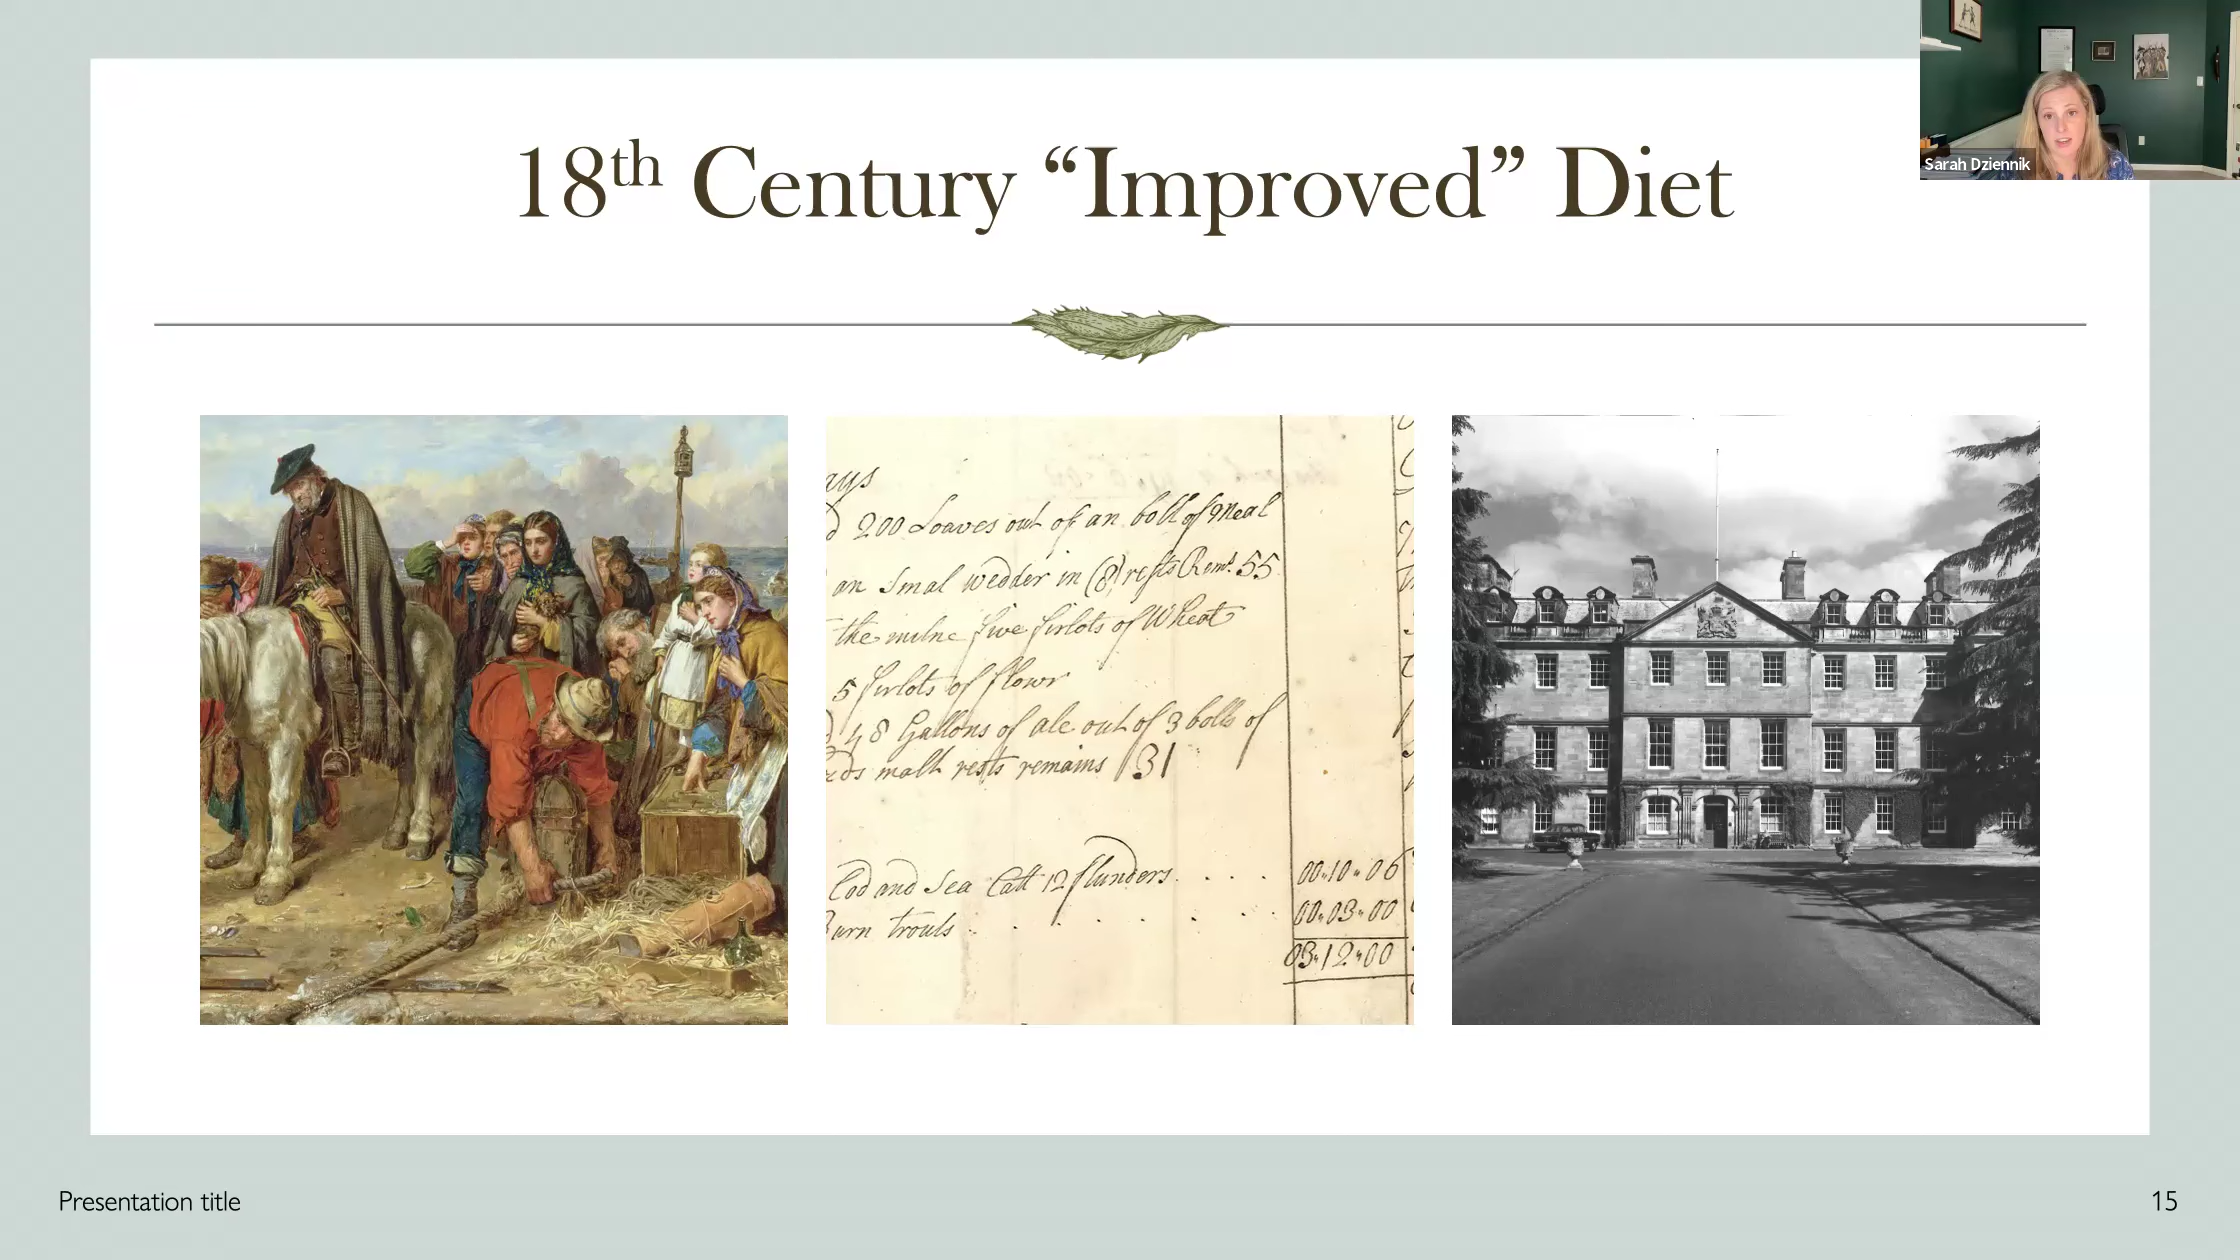 18th Century “Improved” Diet
Sarah Dziennik
ays
200 Loaves out of an boll of Meal
an Smal wedder in (8) rests Rem: 55
the milne five firlots of Wheat
5 firlots of flowr
48 Gallons of ale out of 3 bolls of
malt rests remains 31
Cod and Sea Catt 12 flunders . . . . 00-10-06
Burn trouts . . . . . 00-03-00
03-12-00
Presentation title
15